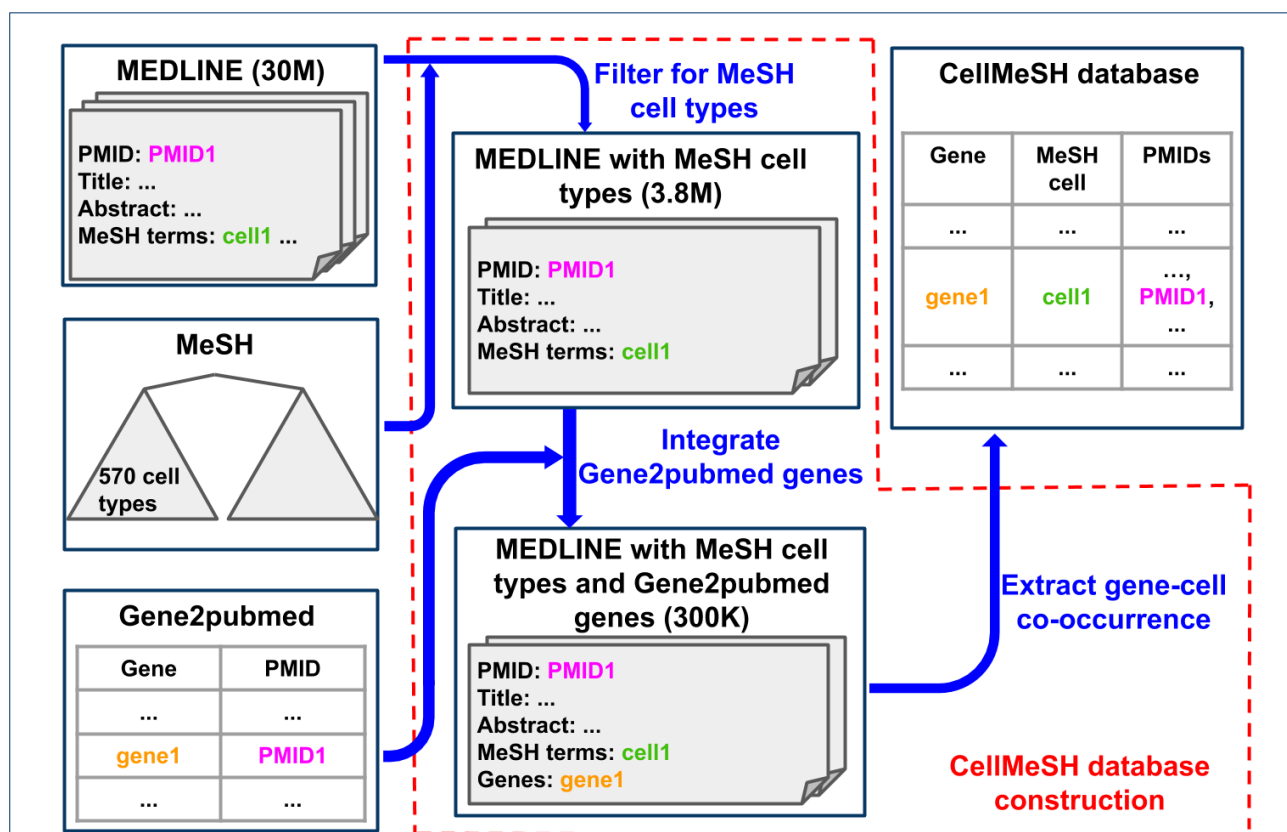 MEDLINE (30M)
PMID: PMID1
Title: ...
Abstract: ...
MeSH terms: cell1 ...
MeSH
570 cell
types
Gene2pubmed
Gene PMID
... ...
gene1 PMID1
... ...
Filter for MeSH
cell types
MEDLINE with MeSH cell
types (3.8M)
PMID: PMID1
Title: ...
Abstract: ...
MeSH terms: cell1
Integrate
Gene2pubmed genes
MEDLINE with MeSH cell
types and Gene2pubmed
genes (300K)
PMID: PMID1
Title: ...
Abstract: ...
MeSH terms: cell1
Genes: gene1
CellMeSH database
Gene MeSH cell PMIDs
... ... ...
gene1 cell1 ..., PMID1, ...
... ... ...
Extract gene-cell
co-occurrence
CellMeSH database
construction